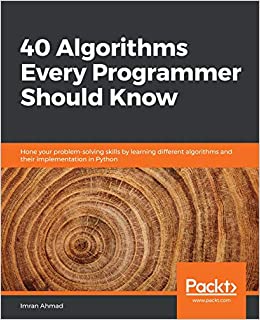 40 Algorithms
Every Programmer
Should Know
Hone your problem-solving skills by learning different algorithms and
their implementation in Python
Imran Ahmad
Packt>
www.packt.com